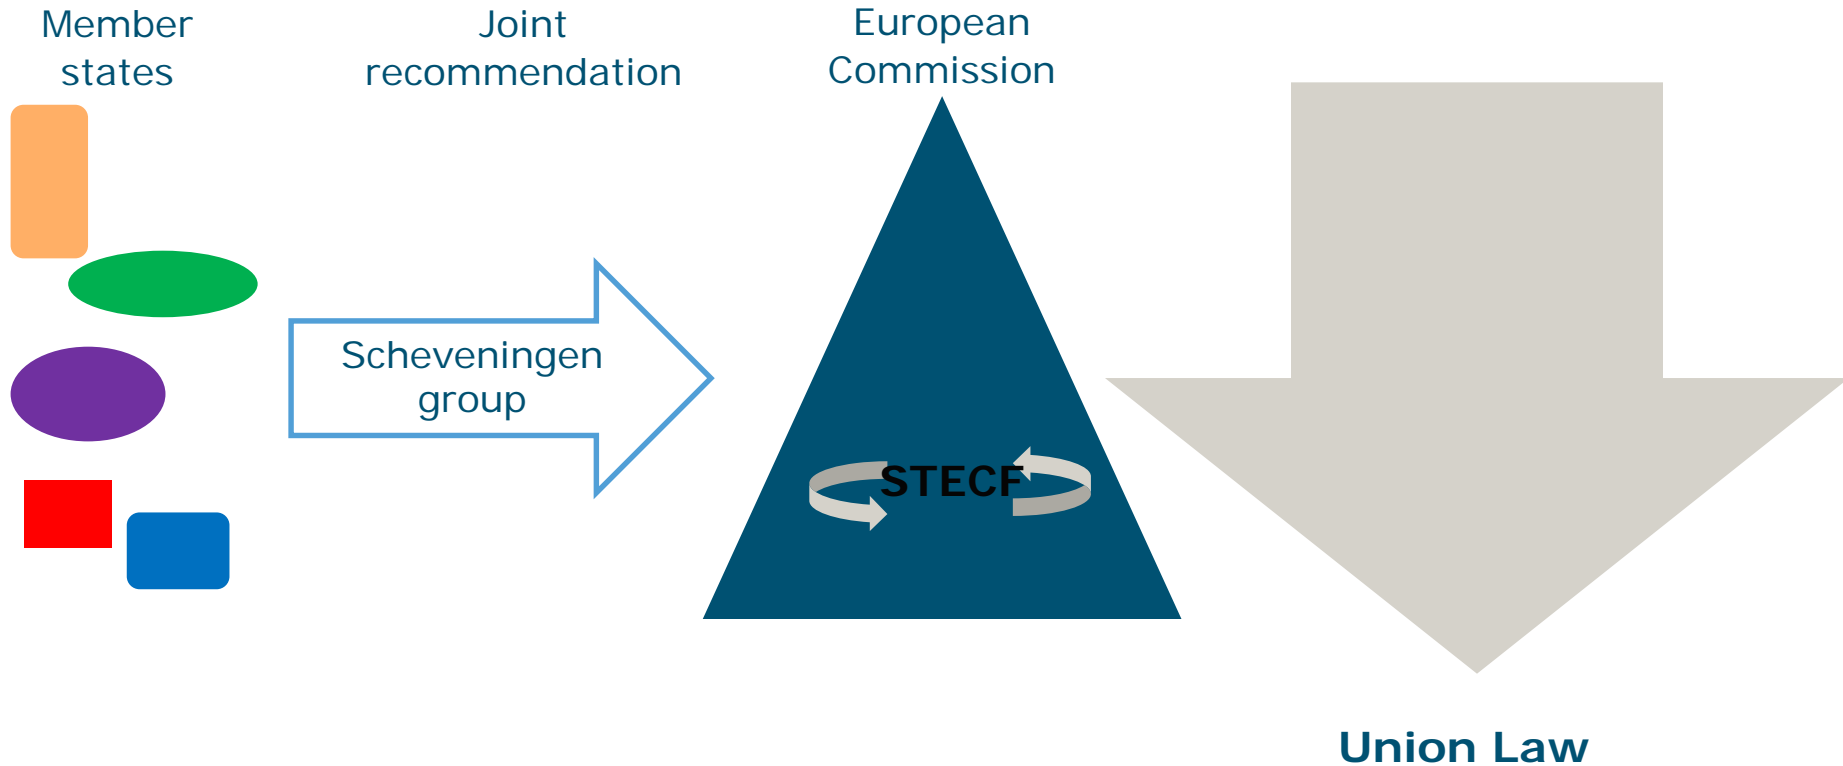 Member
states
Joint
recommendation
European
Commission
Scheveningen
group
STECF
Union Law